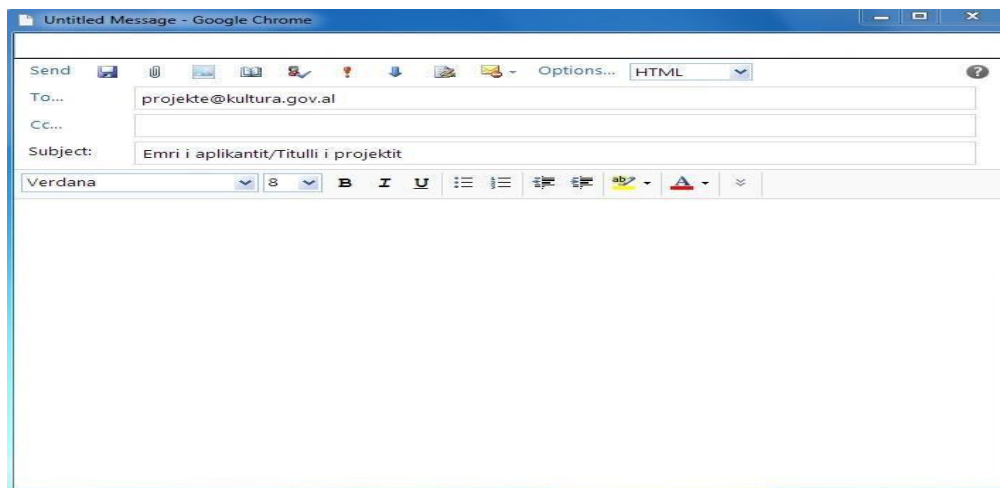 Untitled Message - Google Chrome
Send Options... HTML
To... projekte@kultura.gov.al
Cc...
Subject: Emri i aplikantit/Titulli i projektit
Verdana 8 B I U ab A